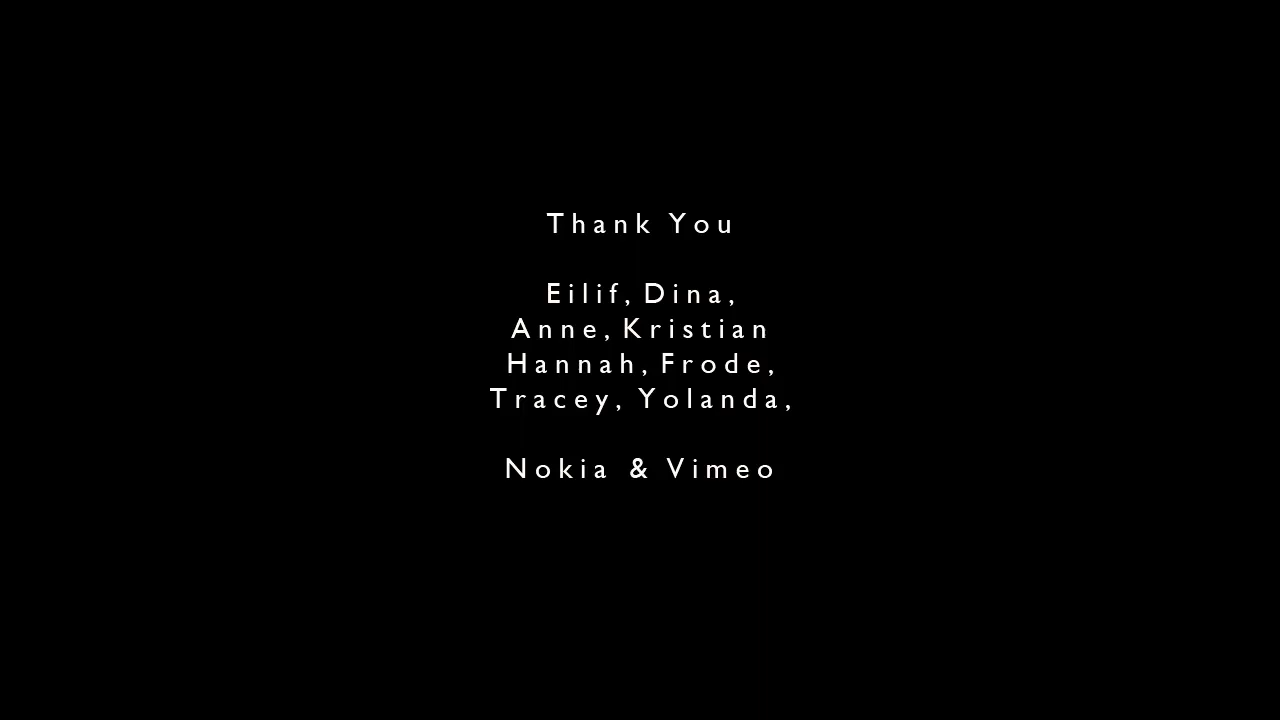 Thank You
Eilif, Dina,
Anne, Kristian
Hannah, Frode,
Tracey, Yolanda,
Nokia & Vimeo